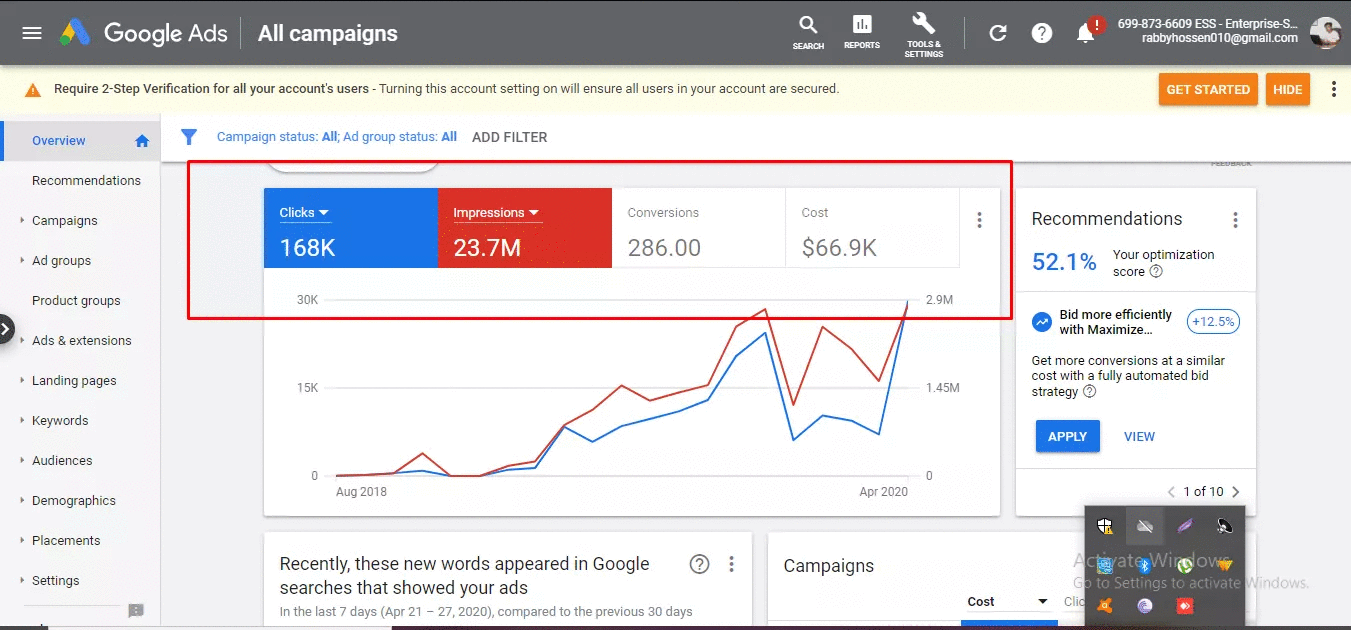 Google Ads
All campaigns
SEARCH
REPORTS
TOOLS &
SETTINGS
699-873-6609 ESS - Enterprise-S...
rabbyhossen010@gmail.com
Require 2-Step Verification for all your account's users - Turning this account setting on will ensure all users in your account are secured.
GET STARTED
HIDE
Overview
Recommendations
Campaigns
Ad groups
Product groups
Ads & extensions
Landing pages
Keywords
Audiences
Demographics
Placements
Settings
Campaign status: All; Ad group status: All
ADD FILTER
FEEDBACK
Clicks
168K
Impressions
23.7M
Conversions
286.00
Cost
$66.9K
30K
15K
0
2.9M
1.45M
0
Aug 2018
Apr 2020
Recommendations
52.1%
Your optimization
score
Bid more efficiently
with Maximize...
+12.5%
Get more conversions at a similar
cost with a fully automated bid
strategy
APPLY
VIEW
1 of 10
Recently, these new words appeared in Google
searches that showed your ads
In the last 7 days (Apr 21 – 27, 2020), compared to the previous 30 days
Campaigns
Cost
Clic
Activate Windows
Go to Settings to activate Windows.